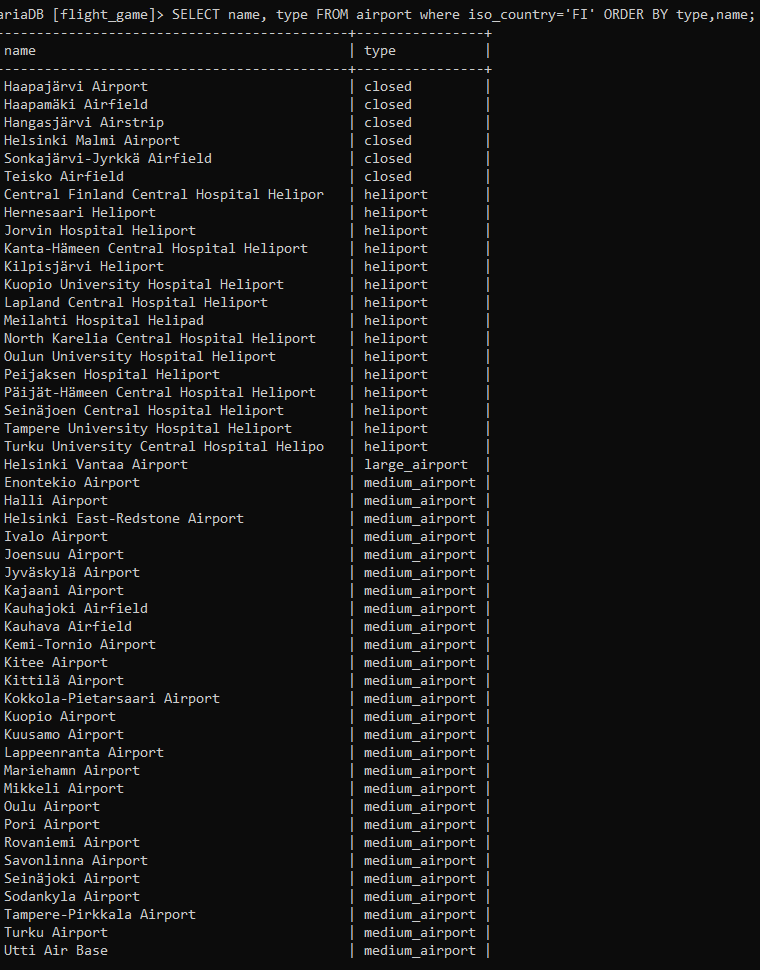 ariaDB [flight_game]> SELECT name, type FROM airport where iso_country='FI' ORDER BY type,name;
-------------------------------------------+----------------+
name | type |
-------------------------------------------+----------------+
Haapajärvi Airport | closed |
Haapamäki Airfield | closed |
Hangasjärvi Airstrip | closed |
Helsinki Malmi Airport | closed |
Sonkajärvi-Jyrkkä Airfield | closed |
Teisko Airfield | closed |
Central Finland Central Hospital Helipor | heliport |
Hernesaari Heliport | heliport |
Jorvin Hospital Heliport | heliport |
Kanta-Hämeen Central Hospital Heliport | heliport |
Kilpisjärvi Heliport | heliport |
Kuopio University Hospital Heliport | heliport |
Lapland Central Hospital Heliport | heliport |
Meilahti Hospital Helipad | heliport |
North Karelia Central Hospital Heliport | heliport |
Oulun University Hospital Heliport | heliport |
Peijaksen Hospital Heliport | heliport |
Päijät-Hämeen Central Hospital Heliport | heliport |
Seinäjoen Central Hospital Heliport | heliport |
Tampere University Hospital Heliport | heliport |
Turku University Central Hospital Helipo | heliport |
Helsinki Vantaa Airport | large_airport |
Enontekio Airport | medium_airport |
Halli Airport | medium_airport |
Helsinki East-Redstone Airport | medium_airport |
Ivalo Airport | medium_airport |
Joensuu Airport | medium_airport |
Jyväskylä Airport | medium_airport |
Kajaani Airport | medium_airport |
Kauhajoki Airfield | medium_airport |
Kauhava Airfield | medium_airport |
Kemi-Tornio Airport | medium_airport |
Kitee Airport | medium_airport |
Kittilä Airport | medium_airport |
Kokkola-Pietarsaari Airport | medium_airport |
Kuopio Airport | medium_airport |
Kuusamo Airport | medium_airport |
Lappeenranta Airport | medium_airport |
Mariehamn Airport | medium_airport |
Mikkeli Airport | medium_airport |
Oulu Airport | medium_airport |
Pori Airport | medium_airport |
Rovaniemi Airport | medium_airport |
Savonlinna Airport | medium_airport |
Seinäjoki Airport | medium_airport |
Sodankyla Airport | medium_airport |
Tampere-Pirkkala Airport | medium_airport |
Turku Airport | medium_airport |
Utti Air Base | medium_airport |